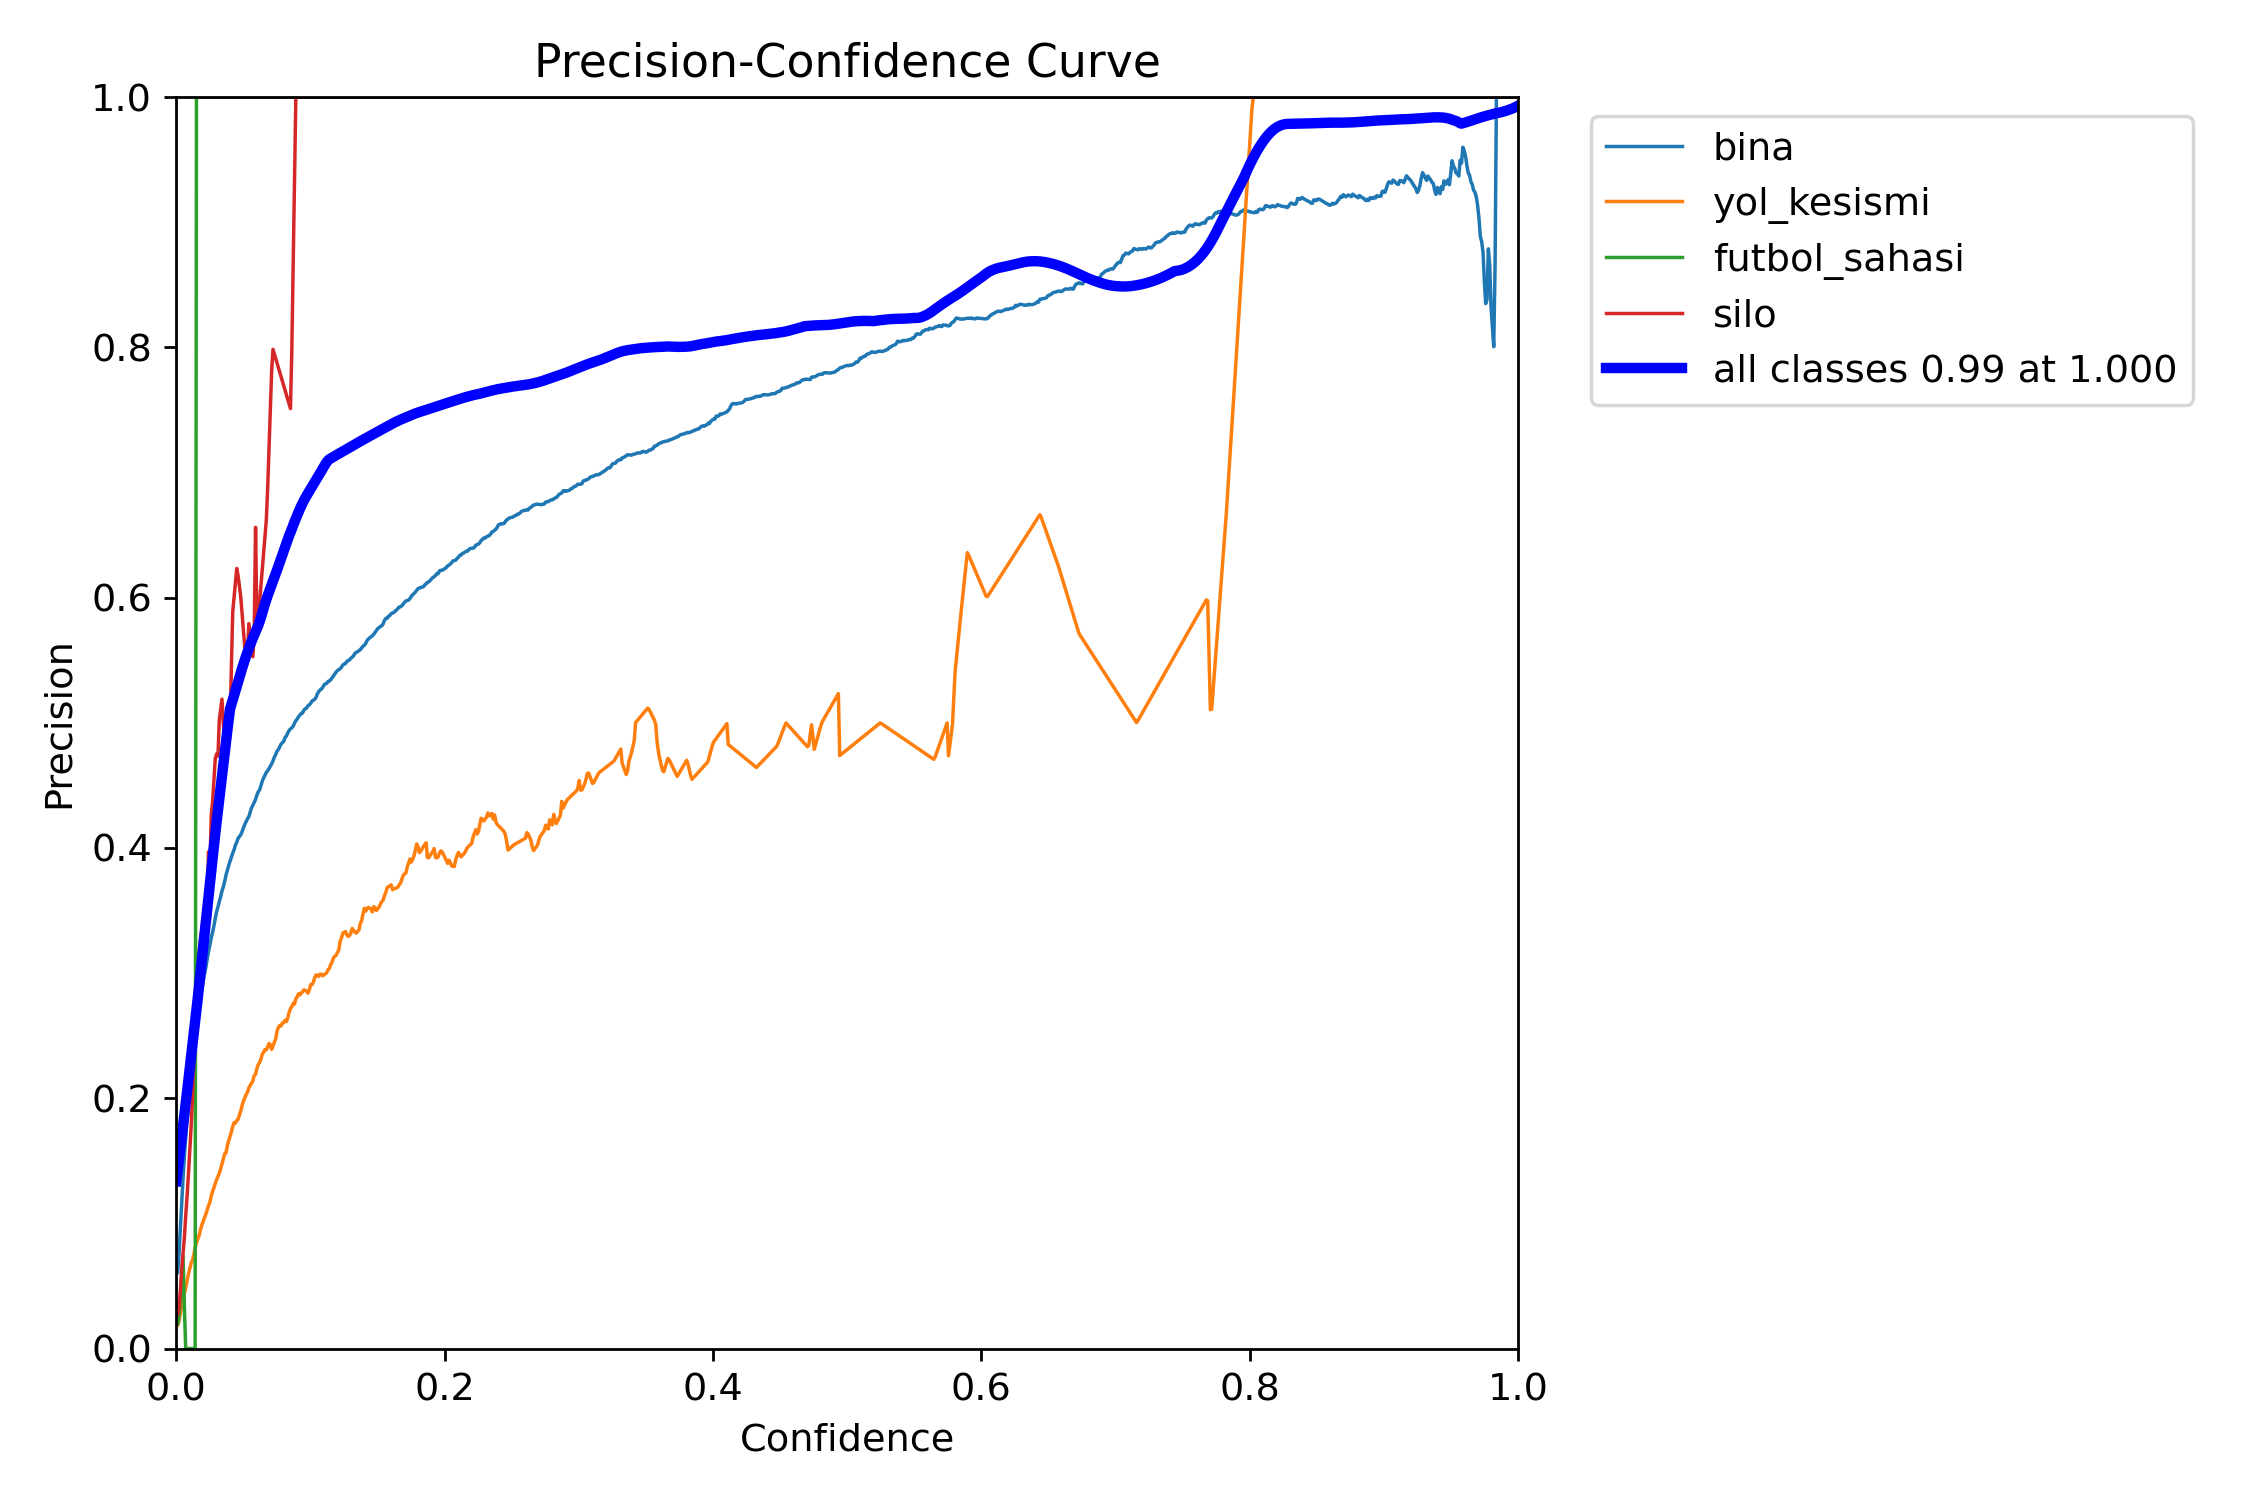 Precision-Confidence Curve
1.0
0.8
0.6
0.4
0.2
0.0
Precision
0.0 0.2 0.4 0.6 0.8 1.0
Confidence
bina
yol_kesismi
futbol_sahasi
silo
all classes 0.99 at 1.000